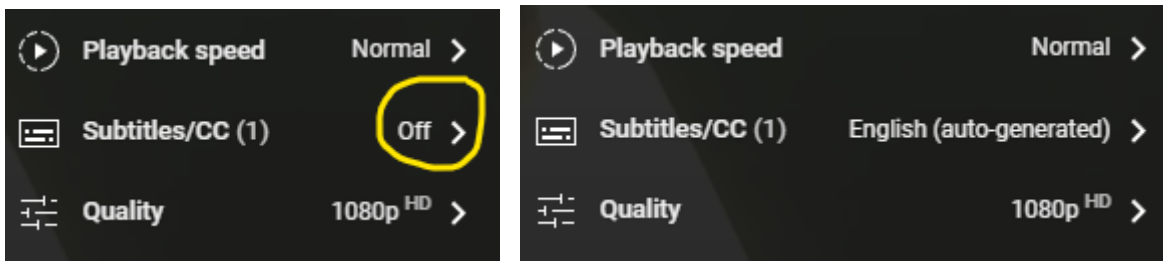 Playback speed Normal
Subtitles/CC (1) Off
Quality 1080p HD
Playback speed Normal
Subtitles/CC (1) English (auto-generated)
Quality 1080p HD